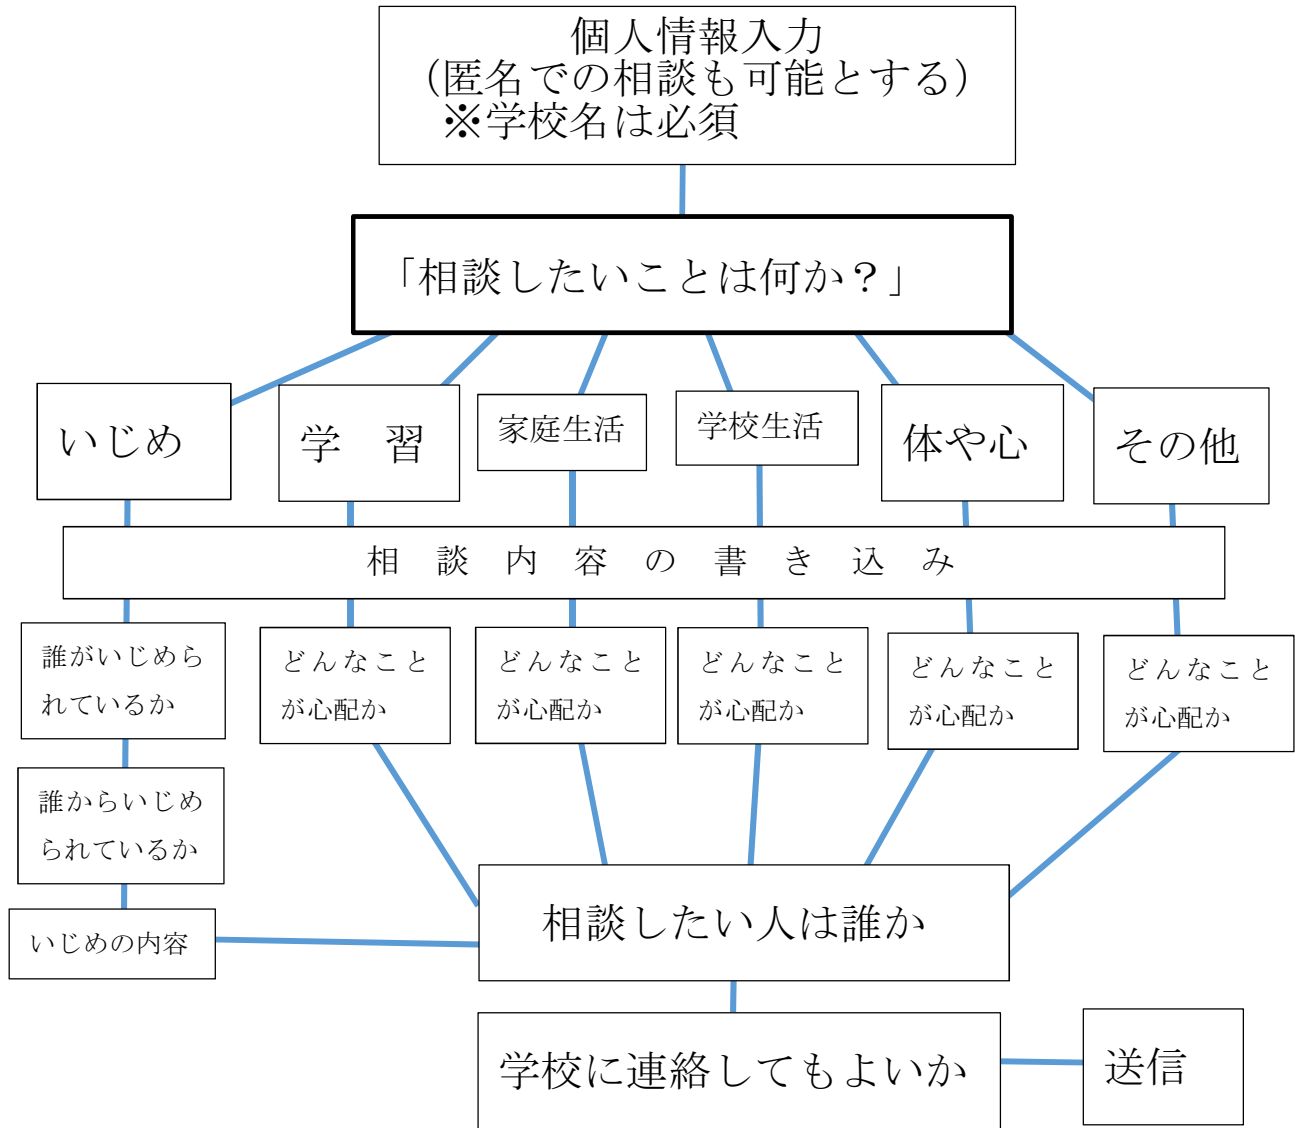 個人情報入力
（匿名での相談も可能とする）
※学校名は必須
「相談したいことは何か？」
いじめ
学　習
家庭生活
学校生活
体や心
その他
相　談　内　容　の　書　き　込　み
誰がいじめら
れているか
どんなこと
が心配か
どんなこと
が心配か
どんなこと
が心配か
どんなこと
が心配か
どんなこと
が心配か
誰からいじめ
られているか
いじめの内容
相談したい人は誰か
学校に連絡してもよいか
送信